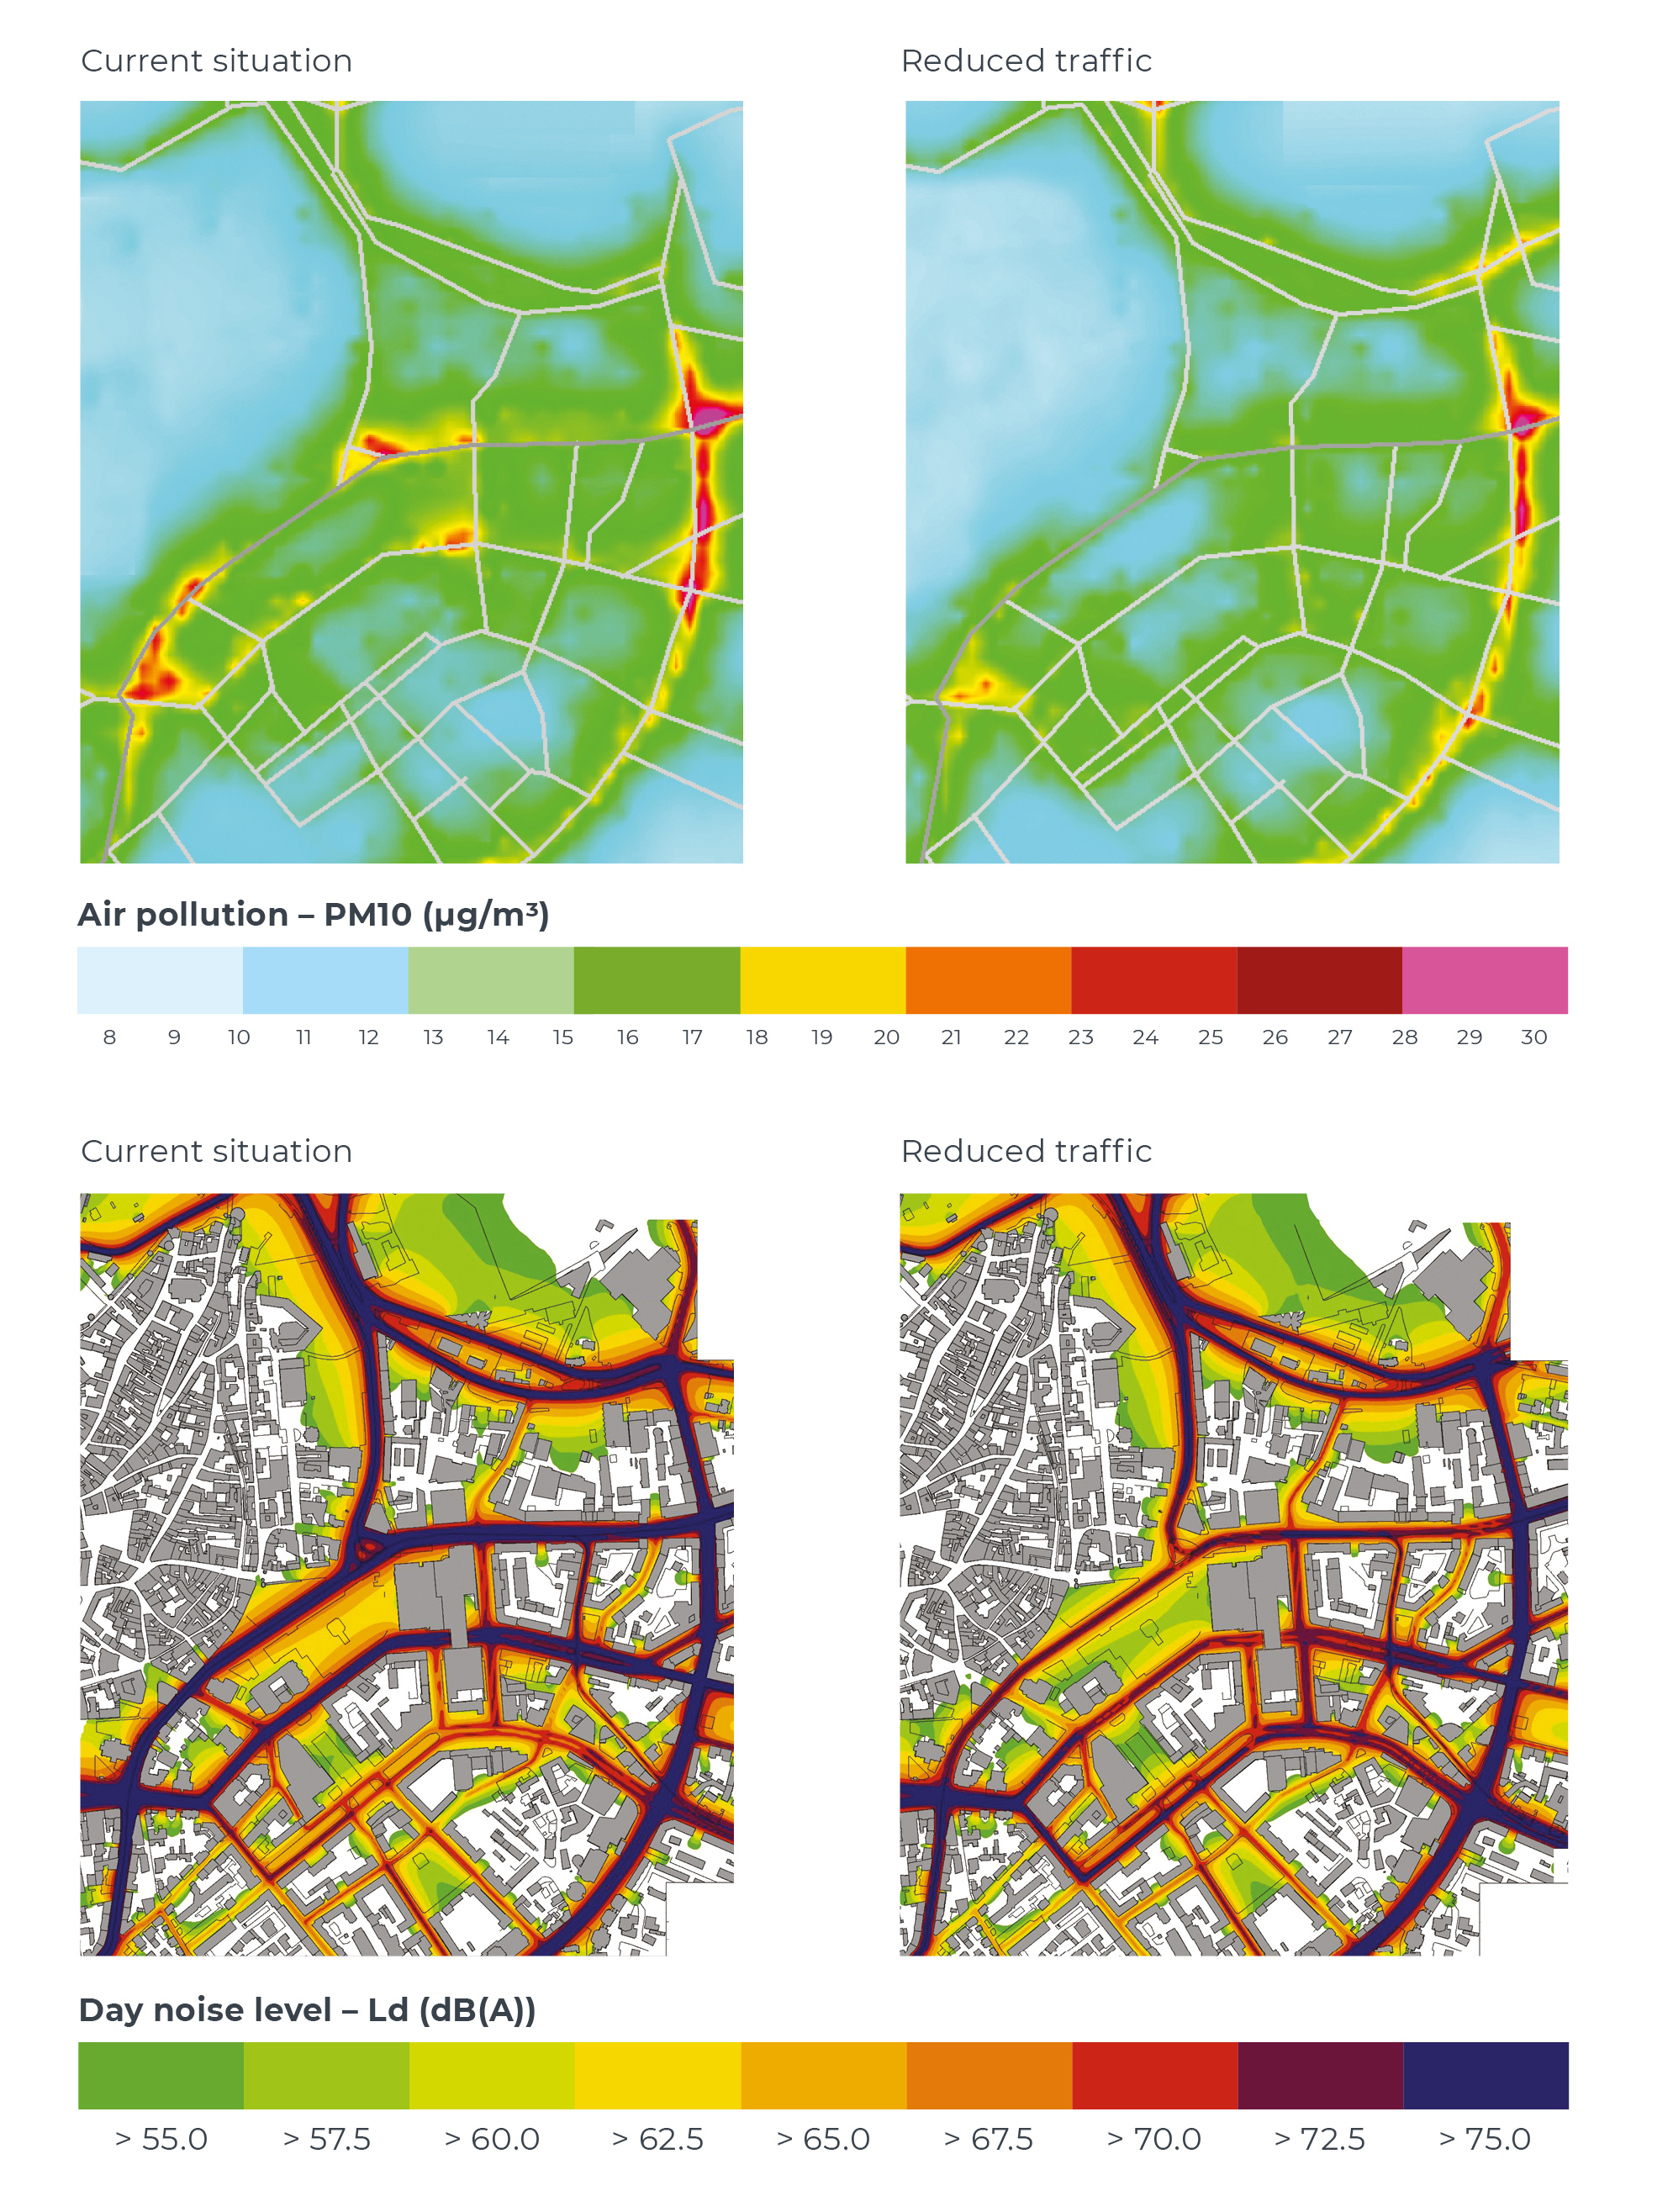 Current situation
Reduced traffic
Air pollution – PM10 (µg/m³)
8 9 10 11 12 13 14 15 16 17 18 19 20 21 22 23 24 25 26 27 28 29 30
Current situation
Reduced traffic
Day noise level – Ld (dB(A))
> 55.0 > 57.5 > 60.0 > 62.5 > 65.0 > 67.5 > 70.0 > 72.5 > 75.0